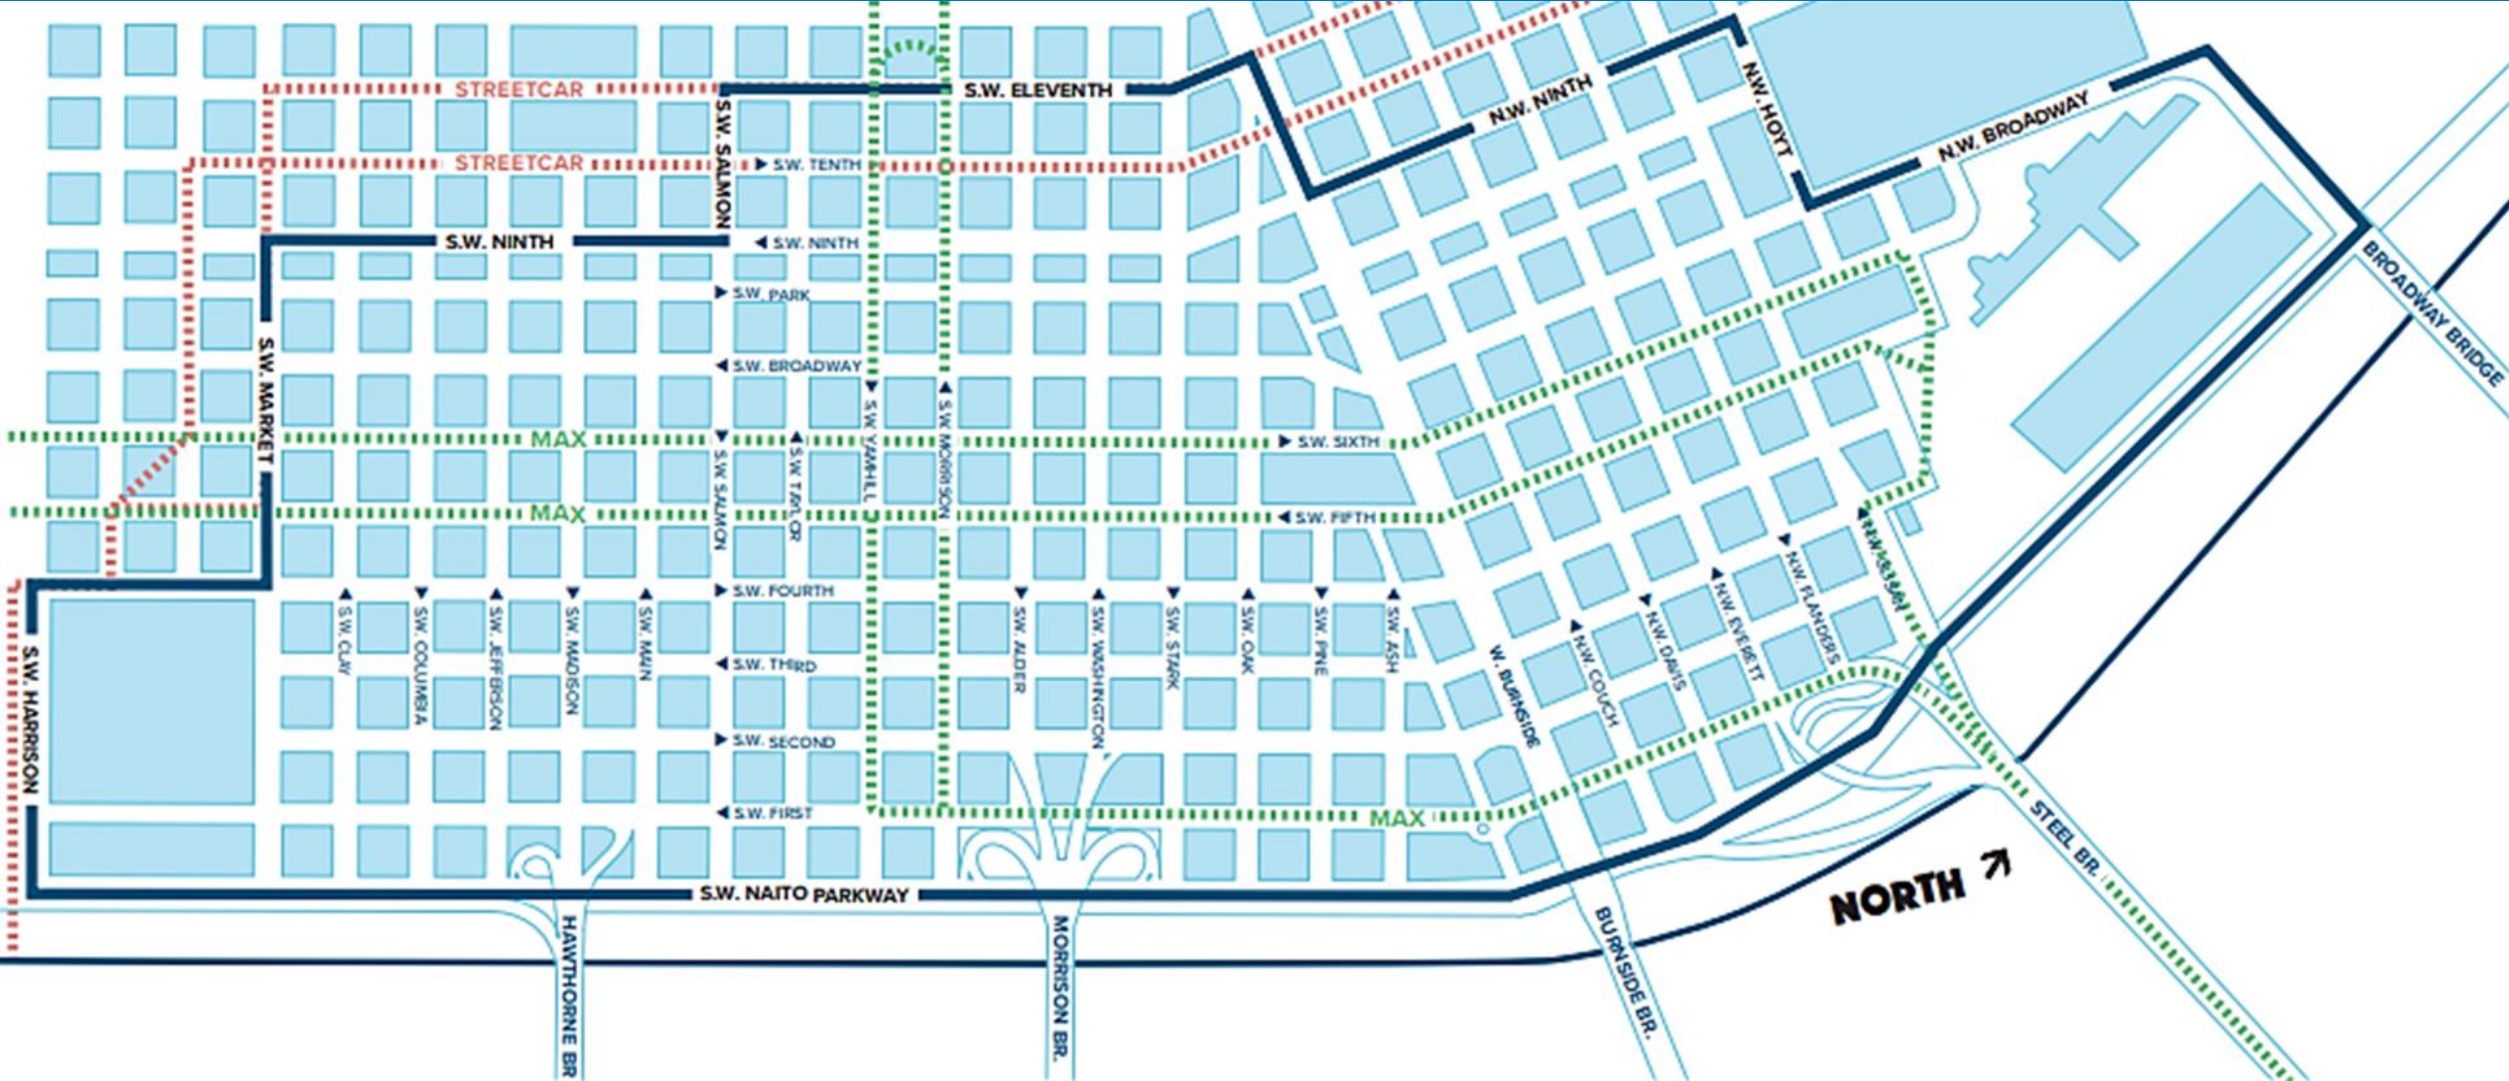 STREETCAR
S.W. ELEVENTH
N.W. NINTH
N.W. HOYT
N.W. BROADWAY
STREETCAR
S.W. SALMON
S.W. TENTH
S.W. NINTH
S.W. NINTH
S.W. PARK
BROADWAY BRIDGE
S.W. MARKET
S.W. BROADWAY
MAX
S.W. SALMON
S.W. TAYLOR
S.W. YAMHILL
S.W. MORRISON
S.W. SIXTH
MAX
S.W. FIFTH
S.W. FOURTH
S.W. CLAY
S.W. COLUMBIA
S.W. JEFFERSON
S.W. MADISON
S.W. MAIN
S.W. ALDER
S.W. WASHINGTON
S.W. STARK
S.W. OAK
S.W. PINE
S.W. ASH
W. BURNSIDE
N.W. COUCH
N.W. DAVIS
N.W. EVERETT
N.W. FLANDERS
S.W. HARRISON
S.W. THIRD
S.W. SECOND
S.W. FIRST
MAX
STEEL BR.
S.W. NAITO PARKWAY
NORTH
HAWTHORNE BR
MORRISON BR.
BURNSIDE BR.